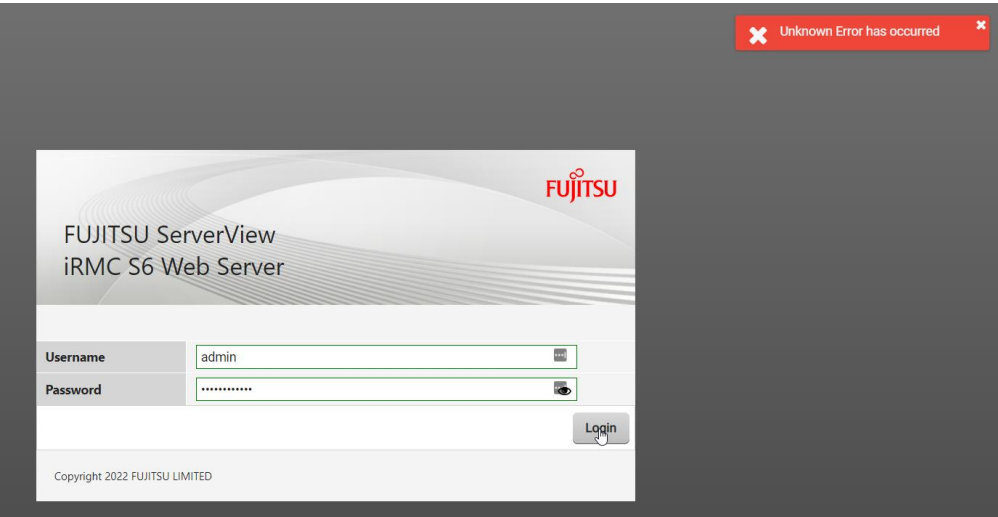 Unknown Error has occurred
FUJITSU
FUJITSU ServerView
iRMC S6 Web Server
Username
admin
Password
••••••••••••
Login
Copyright 2022 FUJITSU LIMITED